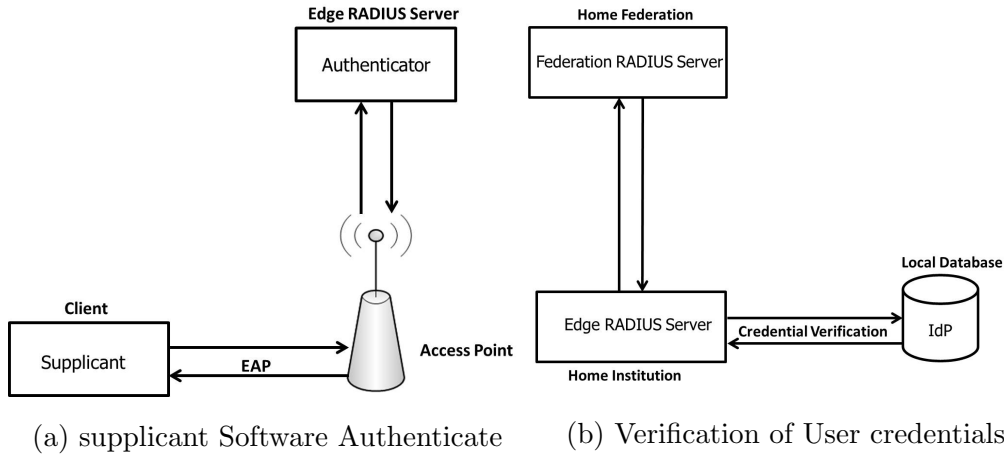 Edge RADIUS Server
Authenticator
Client
Supplicant
EAP
Access Point
(a) supplicant Software Authenticate
Home Federation
Federation RADIUS Server
Local Database
Edge RADIUS Server
Credential Verification
IdP
Home Institution
(b) Verification of User credentials